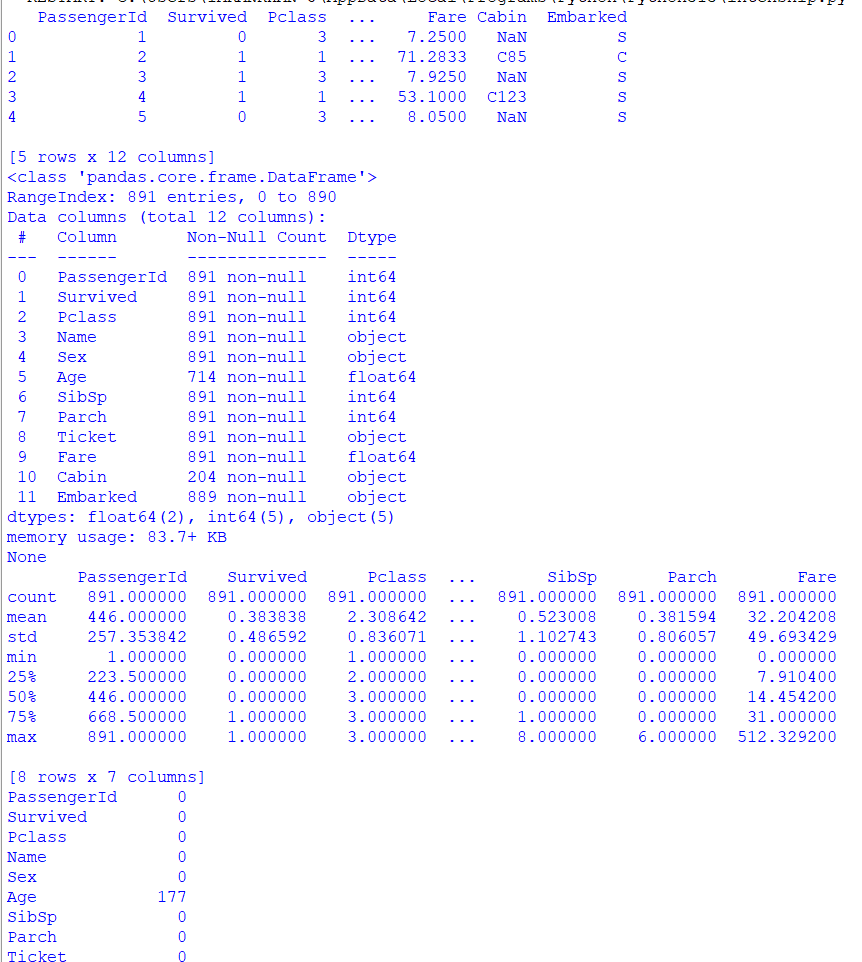 PassengerId  Survived  Pclass  ...     Fare Cabin  Embarked
0            1         0       3  ...   7.2500   NaN         S
1            2         1       1  ...  71.2833   C85         C
2            3         1       3  ...   7.9250   NaN         S
3            4         1       1  ...  53.1000  C123         S
4            5         0       3  ...   8.0500   NaN         S
[5 rows x 12 columns]
<class 'pandas.core.frame.DataFrame'>
RangeIndex: 891 entries, 0 to 890
Data columns (total 12 columns):
 #   Column       Non-Null Count  Dtype
---  ------       --------------  -----
 0   PassengerId  891 non-null    int64
 1   Survived     891 non-null    int64
 2   Pclass       891 non-null    int64
 3   Name         891 non-null    object
 4   Sex          891 non-null    object
 5   Age          714 non-null    float64
 6   SibSp        891 non-null    int64
 7   Parch        891 non-null    int64
 8   Ticket       891 non-null    object
 9   Fare         891 non-null    float64
 10  Cabin        204 non-null    object
 11  Embarked     889 non-null    object
dtypes: float64(2), int64(5), object(5)
memory usage: 83.7+ KB
None
       PassengerId    Survived      Pclass  ...       SibSp       Parch        Fare
count   891.000000  891.000000  891.000000  ...  891.000000  891.000000  891.000000
mean    446.000000    0.383838    2.308642  ...    0.523008    0.381594   32.204208
std     257.353842    0.486592    0.836071  ...    1.102743    0.806057   49.693429
min       1.000000    0.000000    1.000000  ...    0.000000    0.000000    0.000000
25%     223.500000    0.000000    2.000000  ...    0.000000    0.000000    7.910400
50%     446.000000    0.000000    3.000000  ...    0.000000    0.000000   14.454200
75%     668.500000    1.000000    3.000000  ...    1.000000    0.000000   31.000000
max     891.000000    1.000000    3.000000  ...    8.000000    6.000000  512.329200
[8 rows x 7 columns]
PassengerId      0
Survived         0
Pclass           0
Name             0
Sex              0
Age            177
SibSp            0
Parch            0
Ticket           0